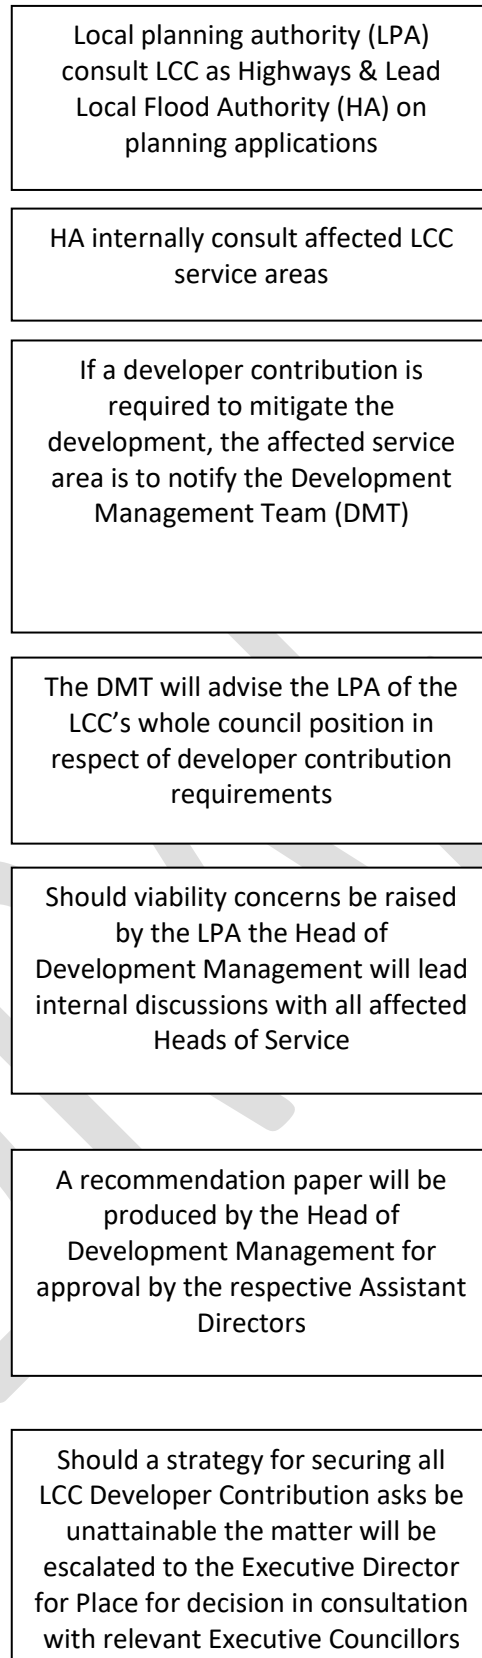 Local planning authority (LPA)
consult LCC as Highways & Lead
Local Flood Authority (HA) on
planning applications
HA internally consult affected LCC
service areas
If a developer contribution is
required to mitigate the
development, the affected service
area is to notify the Development
Management Team (DMT)
The DMT will advise the LPA of the
LCC’s whole council position in
respect of developer contribution
requirements
Should viability concerns be raised
by the LPA the Head of
Development Management will lead
internal discussions with all affected
Heads of Service
A recommendation paper will be
produced by the Head of
Development Management for
approval by the respective Assistant
Directors
Should a strategy for securing all
LCC Developer Contribution asks be
unattainable the matter will be
escalated to the Executive Director
for Place for decision in consultation
with relevant Executive Councillors